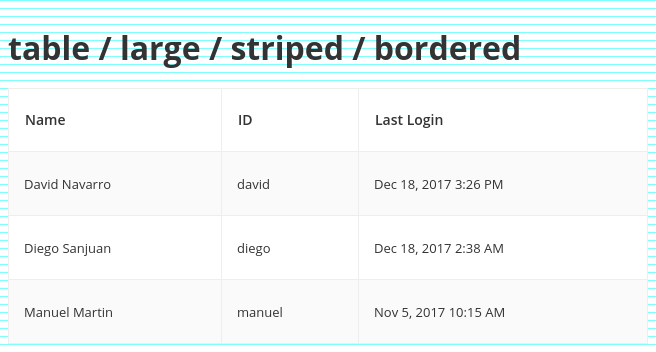 table / large / striped / bordered
Name ID Last Login
David Navarro david Dec 18, 2017 3:26 PM
Diego Sanjuan diego Dec 18, 2017 2:38 AM
Manuel Martin manuel Nov 5, 2017 10:15 AM